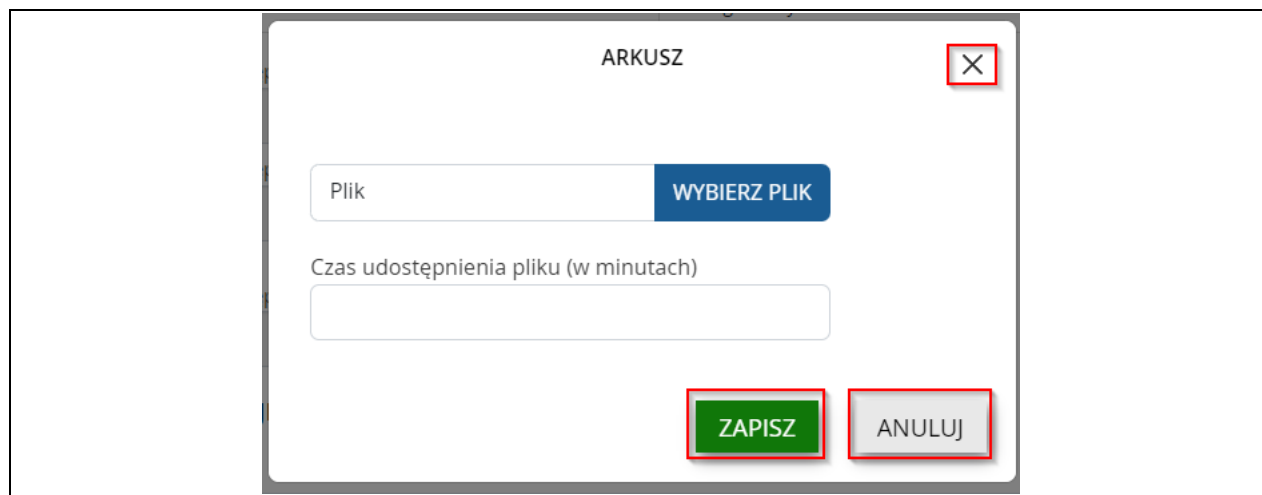 ARKUSZ
Plik
WYBIERZ PLIK
Czas udostępnienia pliku (w minutach)
ZAPISZ
ANULUJ